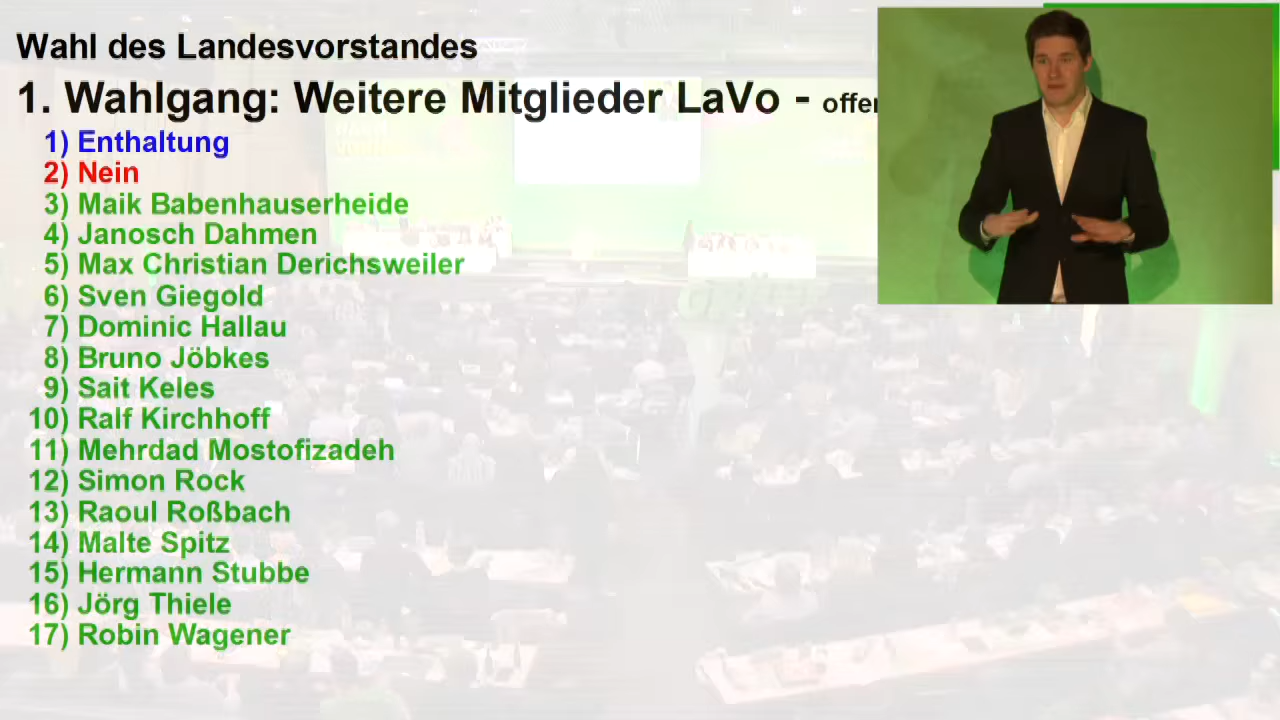 Wahl des Landesvorstandes
1. Wahlgang: Weitere Mitglieder LaVo - offen
1) Enthaltung
2) Nein
3) Maik Babenhauserheide
4) Janosch Dahmen
5) Max Christian Derichsweiler
6) Sven Giegold
7) Dominic Hallau
8) Bruno Jöbkes
9) Sait Keles
10) Ralf Kirchhoff
11) Mehrdad Mostofizadeh
12) Simon Rock
13) Raoul Roßbach
14) Malte Spitz
15) Hermann Stubbe
16) Jörg Thiele
17) Robin Wagener